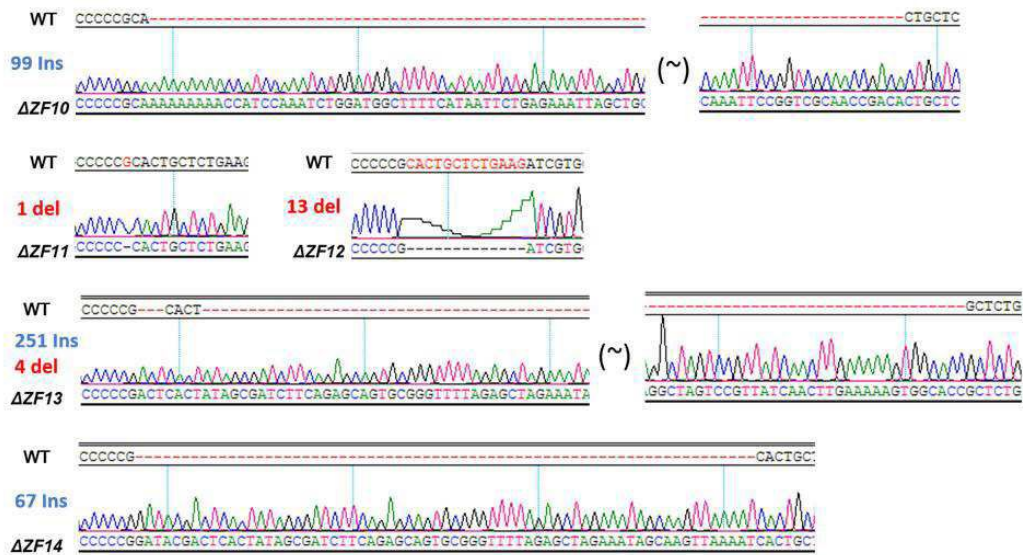 WT CCCCCGCA------------------------------------------------------ ----------------------CTGCTC
99 Ins (~)
ΔZF10 CCCCCGCAAAAAAAAACCATCCAAATCTGGATGGCTTTTCATAATTCTGAGAAATTAGCTGC CAAATTCCGGTCGCAACCGACACTGCTC
WT CCCCCGCACTGCTCTGAAG WT CCCCCGCACTGCTCTGAAGATCGTG
1 del 13 del
ΔZF11 CCCCC-CACTGCTCTGAAG ΔZF12 CCCCCG-------------ATCGTG
WT CCCCCG---CACT------------------------------------------ -----------------------------------GCTCTG
251 Ins
4 del (~)
ΔZF13 CCCCCGACTCACTATAGCGATCTTCAGAGCAGTGCGGGTTTTAGAGCTAGAAATA GGCTAGTCCGTTATCAACTTGAAAAAGTGGCACCGCTCTG
WT CCCCCG-------------------------------------------------------------------CACTGC
67 Ins
ΔZF14 CCCCCGGATACGACTCACTATAGCGATCTTCAGAGCAGTGCGGGTTTTAGAGCTAGAAATAGCAAGTTAAAATCACTGC